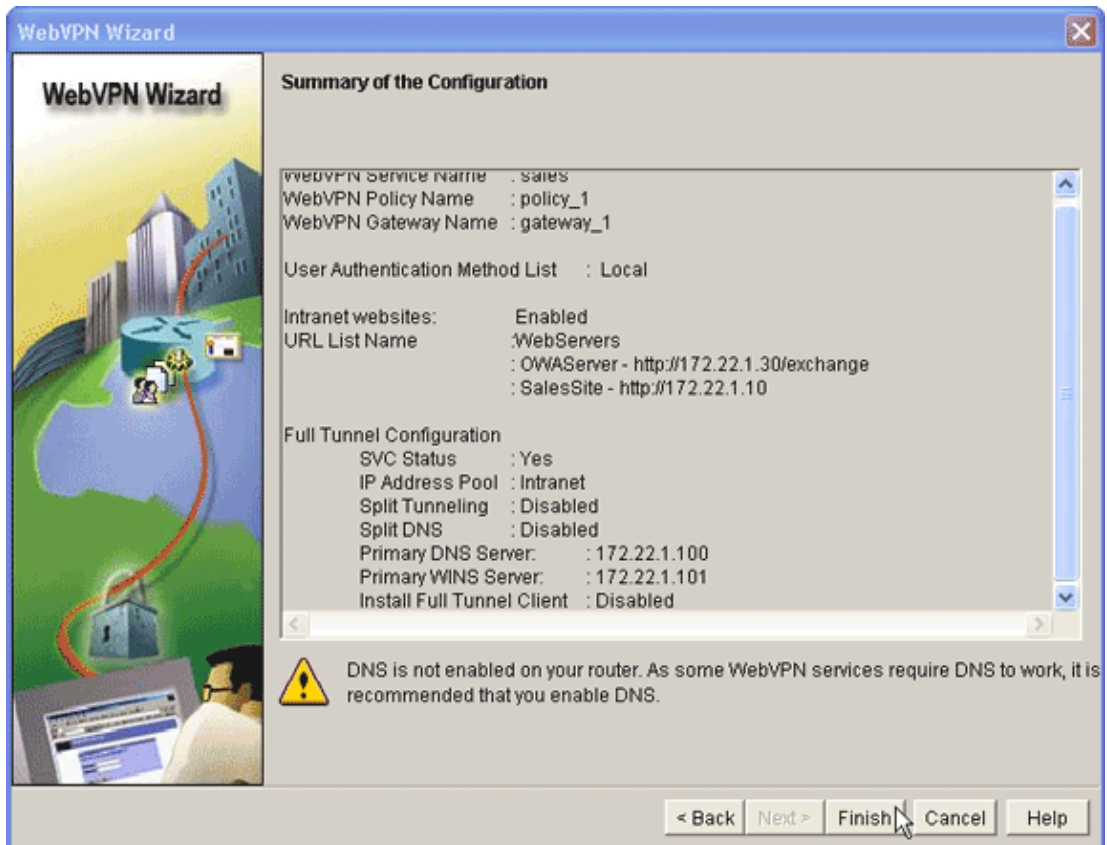 WebVPN Wizard
WebVPN Wizard
Summary of the Configuration
WebVPN Service Name : sales
WebVPN Policy Name : policy_1
WebVPN Gateway Name : gateway_1
User Authentication Method List : Local
Intranet websites: Enabled
URL List Name :WebServers
: OWAServer - http://172.22.1.30/exchange
: SalesSite - http://172.22.1.10
Full Tunnel Configuration
SVC Status : Yes
IP Address Pool : Intranet
Split Tunneling : Disabled
Split DNS : Disabled
Primary DNS Server: : 172.22.1.100
Primary WINS Server: : 172.22.1.101
Install Full Tunnel Client : Disabled
DNS is not enabled on your router. As some WebVPN services require DNS to work, it is
recommended that you enable DNS.
< Back Next > Finish Cancel Help